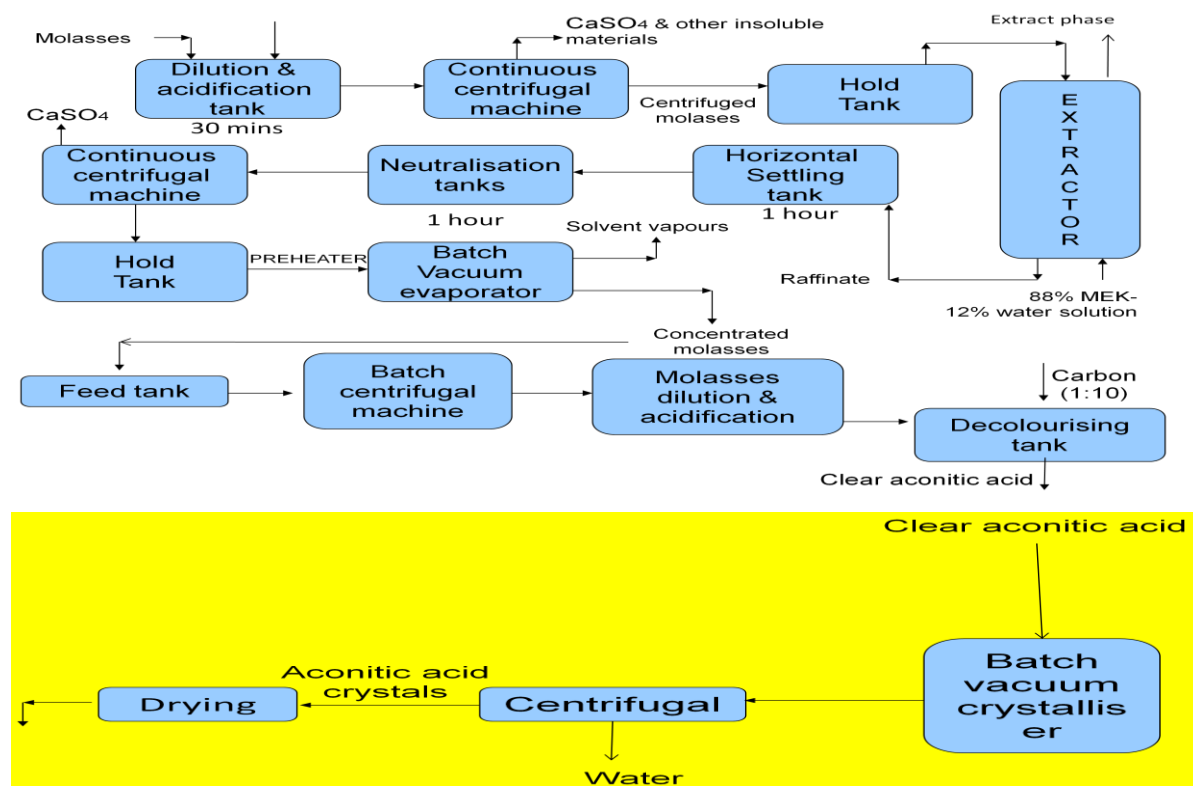 Molasses
Dilution &
acidification
tank
30 mins
Continuous
centrifugal
machine
CaSO4 & other insoluble
materials
Centrifuged
molases
Hold
Tank
Extract phase
EXTRACTOR
88% MEK-
12% water solution
Raffinate
Horizontal
Settling
tank
1 hour
Neutralisation
tanks
1 hour
CaSO4
Continuous
centrifugal
machine
Hold
Tank
PREHEATER
Batch
Vacuum
evaporator
Solvent vapours
Concentrated
molasses
Feed tank
Batch
centrifugal
machine
Molasses
dilution &
acidification
Carbon
(1:10)
Decolourising
tank
Clear aconitic acid
Clear aconitic acid
Batch
vacuum
crystallis
er
Centrifugal
Water
Aconitic acid
crystals
Drying